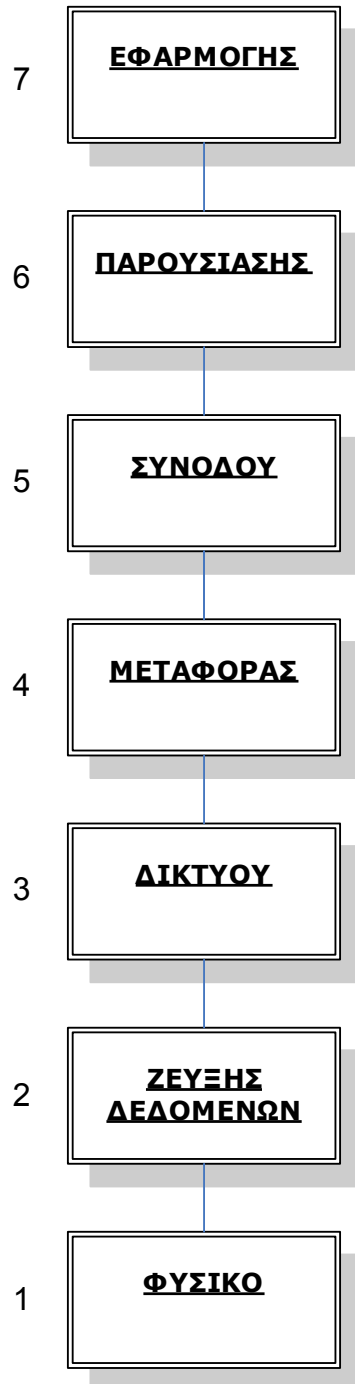 7
ΕΦΑΡΜΟΓΗΣ
6
ΠΑΡΟΥΣΙΑΣΗΣ
5
ΣΥΝΟΔΟΥ
4
ΜΕΤΑΦΟΡΑΣ
3
ΔΙΚΤΥΟΥ
2
ΖΕΥΞΗΣ
ΔΕΔΟΜΕΝΩΝ
1
ΦΥΣΙΚΟ